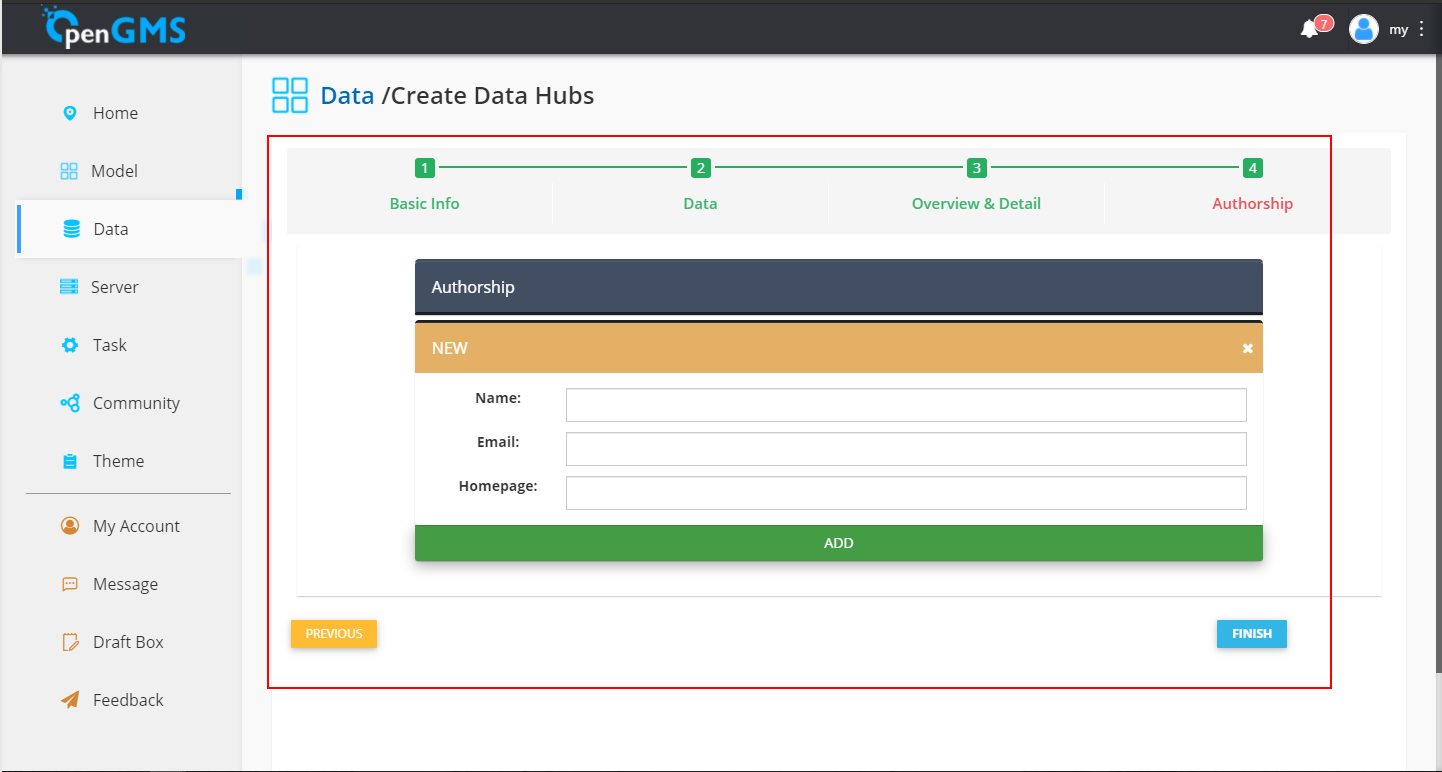 OpenGMS
7
my
Home
Model
Data
Server
Task
Community
Theme
My Account
Message
Draft Box
Feedback
Data /Create Data Hubs
1 2 3 4
Basic Info Data Overview & Detail Authorship
Authorship
NEW
Name:
Email:
Homepage:
ADD
PREVIOUS FINISH